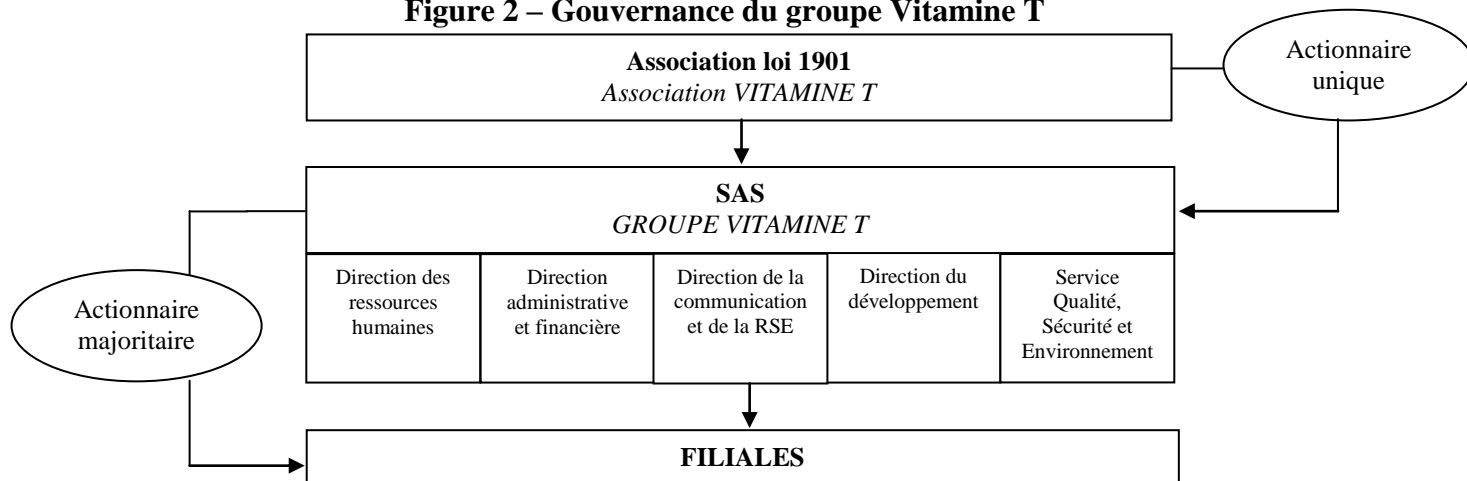 Figure 2 – Gouvernance du groupe Vitamine T
Association loi 1901
Association VITAMINE T
Actionnaire
unique
SAS
GROUPE VITAMINE T
Direction des
ressources
humaines
Direction
administrative
et financière
Direction de la
communication
et de la RSE
Direction du
développement
Service
Qualité,
Sécurité et
Environnement
Actionnaire
majoritaire
FILIALES